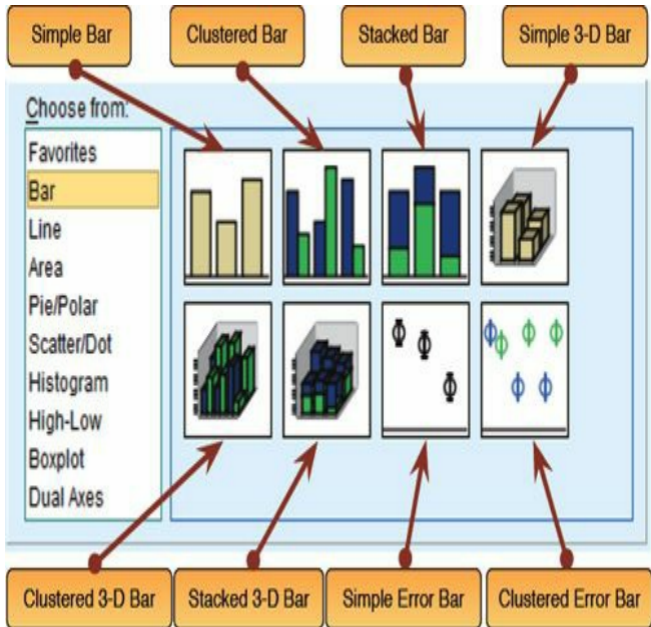 Simple Bar
Clustered Bar
Stacked Bar
Simple 3-D Bar
Choose from:
Favorites
Bar
Line
Area
Pie/Polar
Scatter/Dot
Histogram
High-Low
Boxplot
Dual Axes
Clustered 3-D Bar
Stacked 3-D Bar
Simple Error Bar
Clustered Error Bar